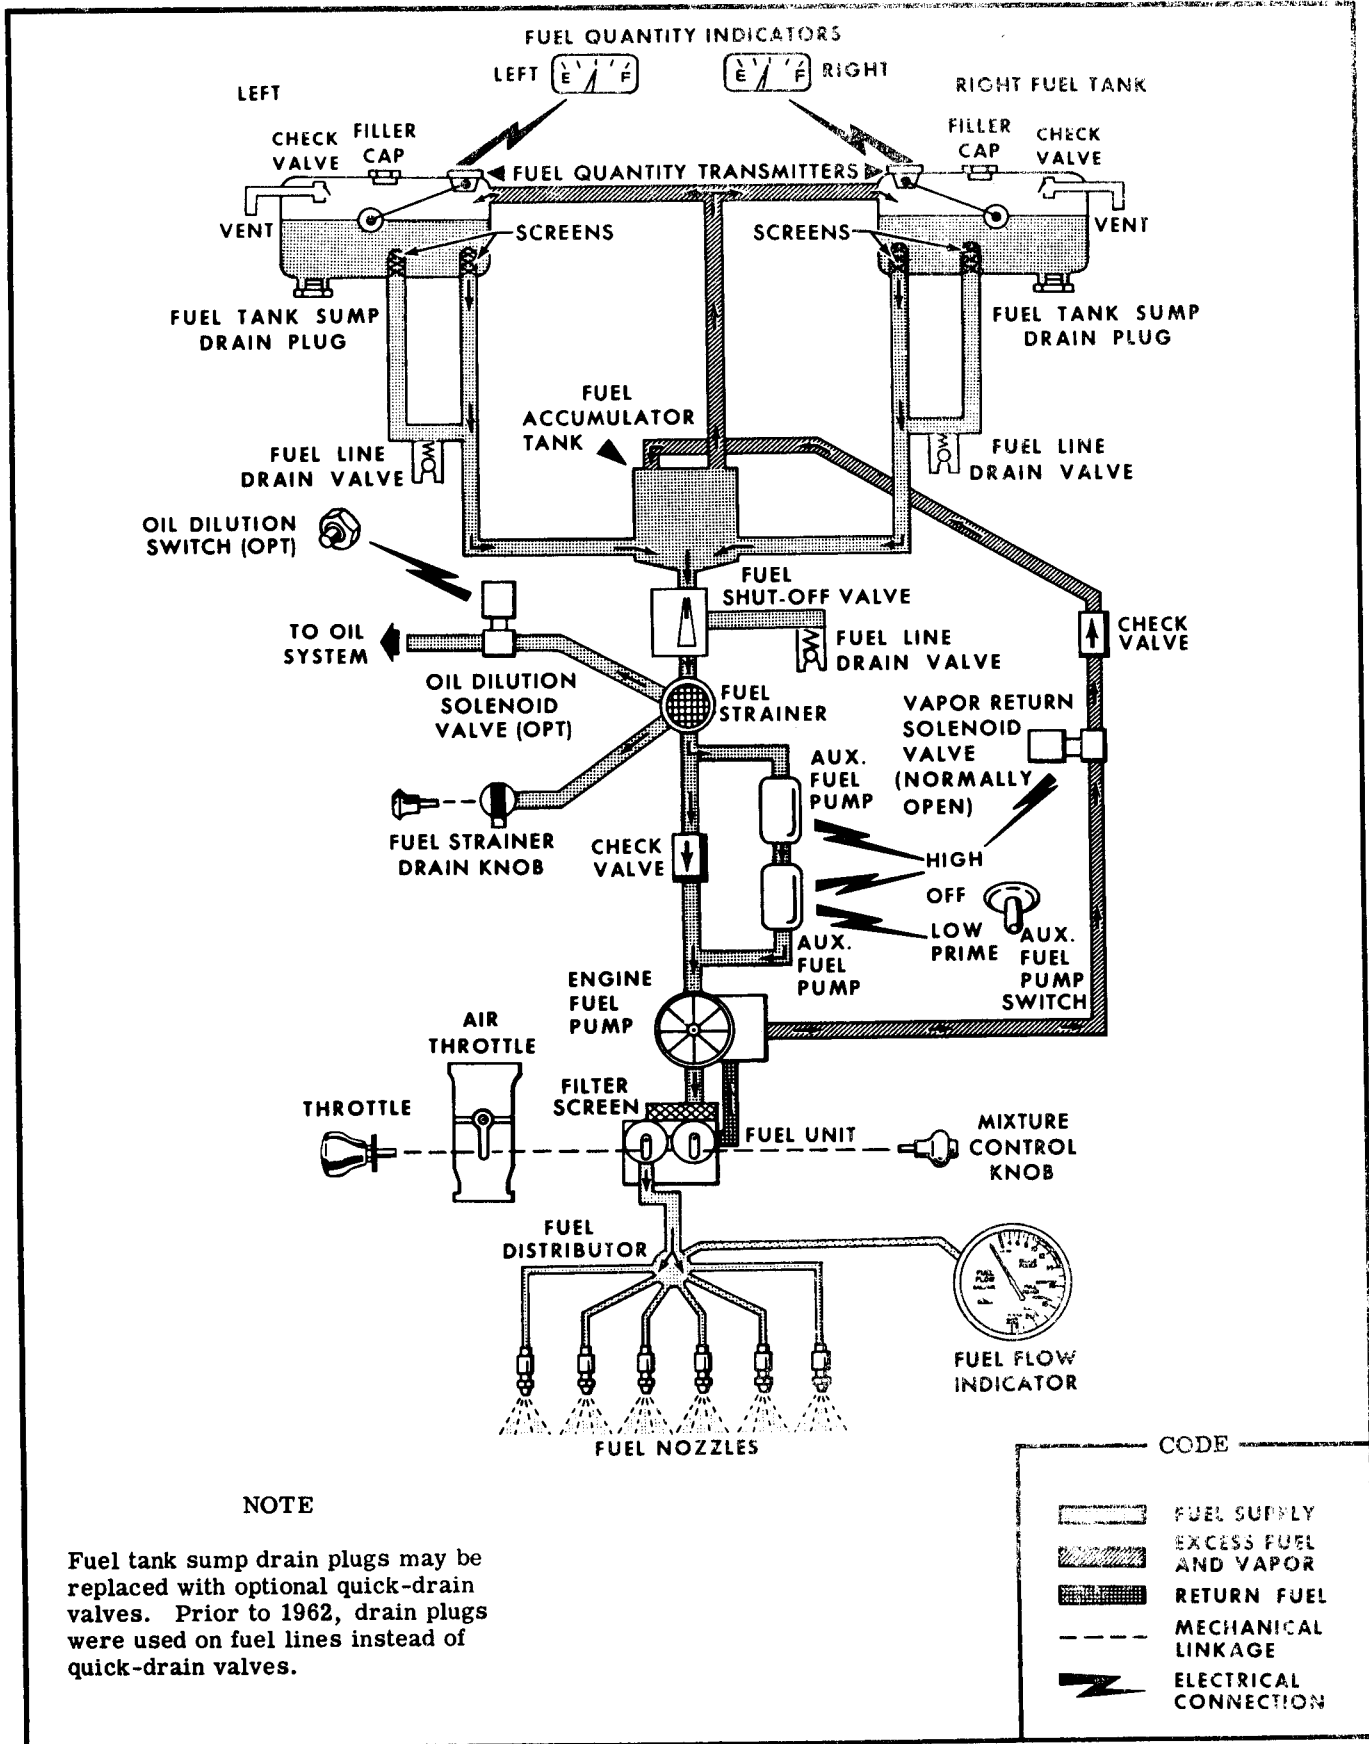 FUEL QUANTITY INDICATORS
LEFT
E F
E F
RIGHT
LEFT
RIGHT FUEL TANK
CHECK
VALVE
FILLER
CAP
FILLER
CAP
CHECK
VALVE
FUEL QUANTITY TRANSMITTERS
VENT
SCREENS
SCREENS
VENT
FUEL TANK SUMP
DRAIN PLUG
FUEL TANK SUMP
DRAIN PLUG
FUEL
ACCUMULATOR
TANK
FUEL LINE
DRAIN VALVE
FUEL LINE
DRAIN VALVE
OIL DILUTION
SWITCH (OPT)
FUEL
SHUT-OFF VALVE
TO OIL
SYSTEM
FUEL LINE
DRAIN VALVE
CHECK
VALVE
OIL DILUTION
SOLENOID
VALVE (OPT)
FUEL
STRAINER
VAPOR RETURN
SOLENOID
VALVE
(NORMALLY
OPEN)
AUX.
FUEL
PUMP
FUEL STRAINER
DRAIN KNOB
CHECK
VALVE
HIGH
OFF
LOW
PRIME
AUX.
FUEL
PUMP
SWITCH
AUX.
FUEL
PUMP
ENGINE
FUEL
PUMP
AIR
THROTTLE
FILTER
SCREEN
THROTTLE
FUEL UNIT
MIXTURE
CONTROL
KNOB
FUEL
DISTRIBUTOR
FUEL
FLOW
FUEL FLOW
INDICATOR
FUEL NOZZLES
CODE
FUEL SUPPLY
EXCESS FUEL
AND VAPOR
RETURN FUEL
MECHANICAL
LINKAGE
ELECTRICAL
CONNECTION
NOTE
Fuel tank sump drain plugs may be
replaced with optional quick-drain
valves. Prior to 1962, drain plugs
were used on fuel lines instead of
quick-drain valves.